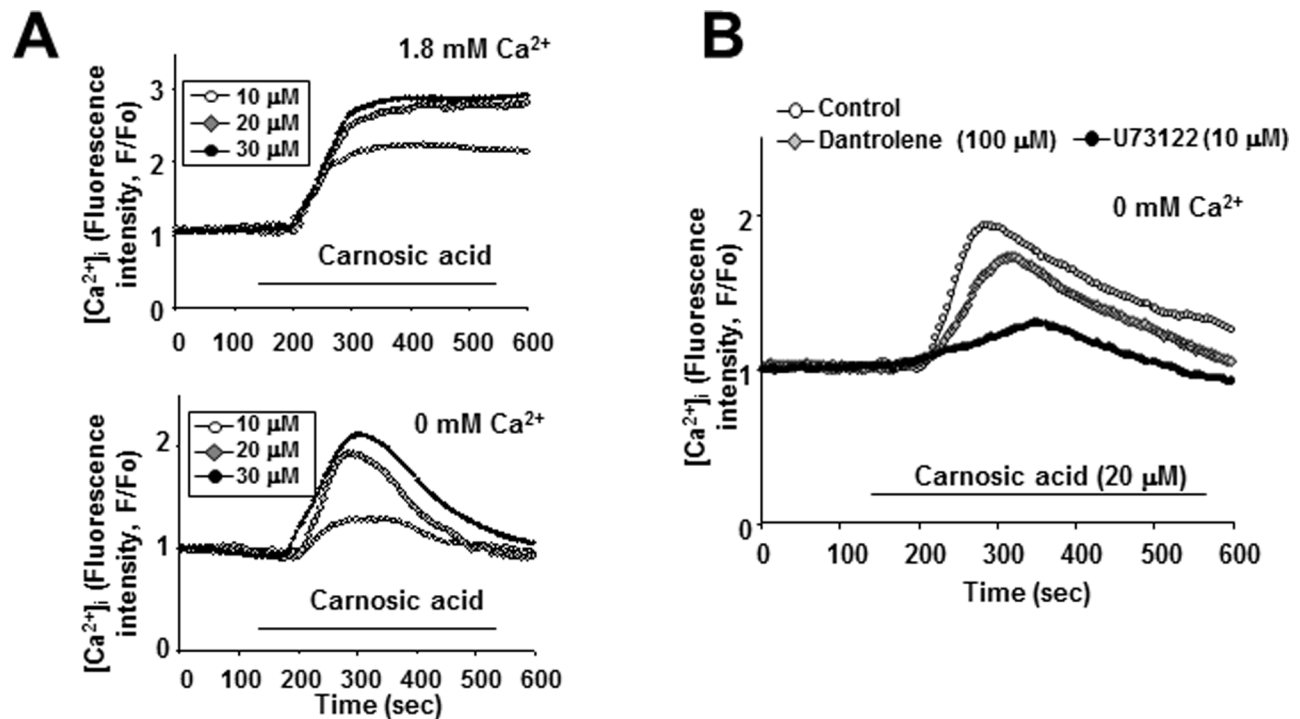 A
1.8 mM Ca²⁺
10 µM
20 µM
30 µM
[Ca²⁺]ᵢ (Fluorescence
intensity, F/Fo)
3
2
1
0
Carnosic acid
0 100 200 300 400 500 600
0 mM Ca²⁺
10 µM
20 µM
30 µM
[Ca²⁺]ᵢ (Fluorescence
intensity, F/Fo)
2
1
0
Carnosic acid
0 100 200 300 400 500 600
Time (sec)
B
Control
Dantrolene (100 µM) U73122 (10 µM)
0 mM Ca²⁺
[Ca²⁺]ᵢ (Fluorescence
intensity, F/Fo)
2
1
0
Carnosic acid (20 µM)
0 100 200 300 400 500 600
Time (sec)